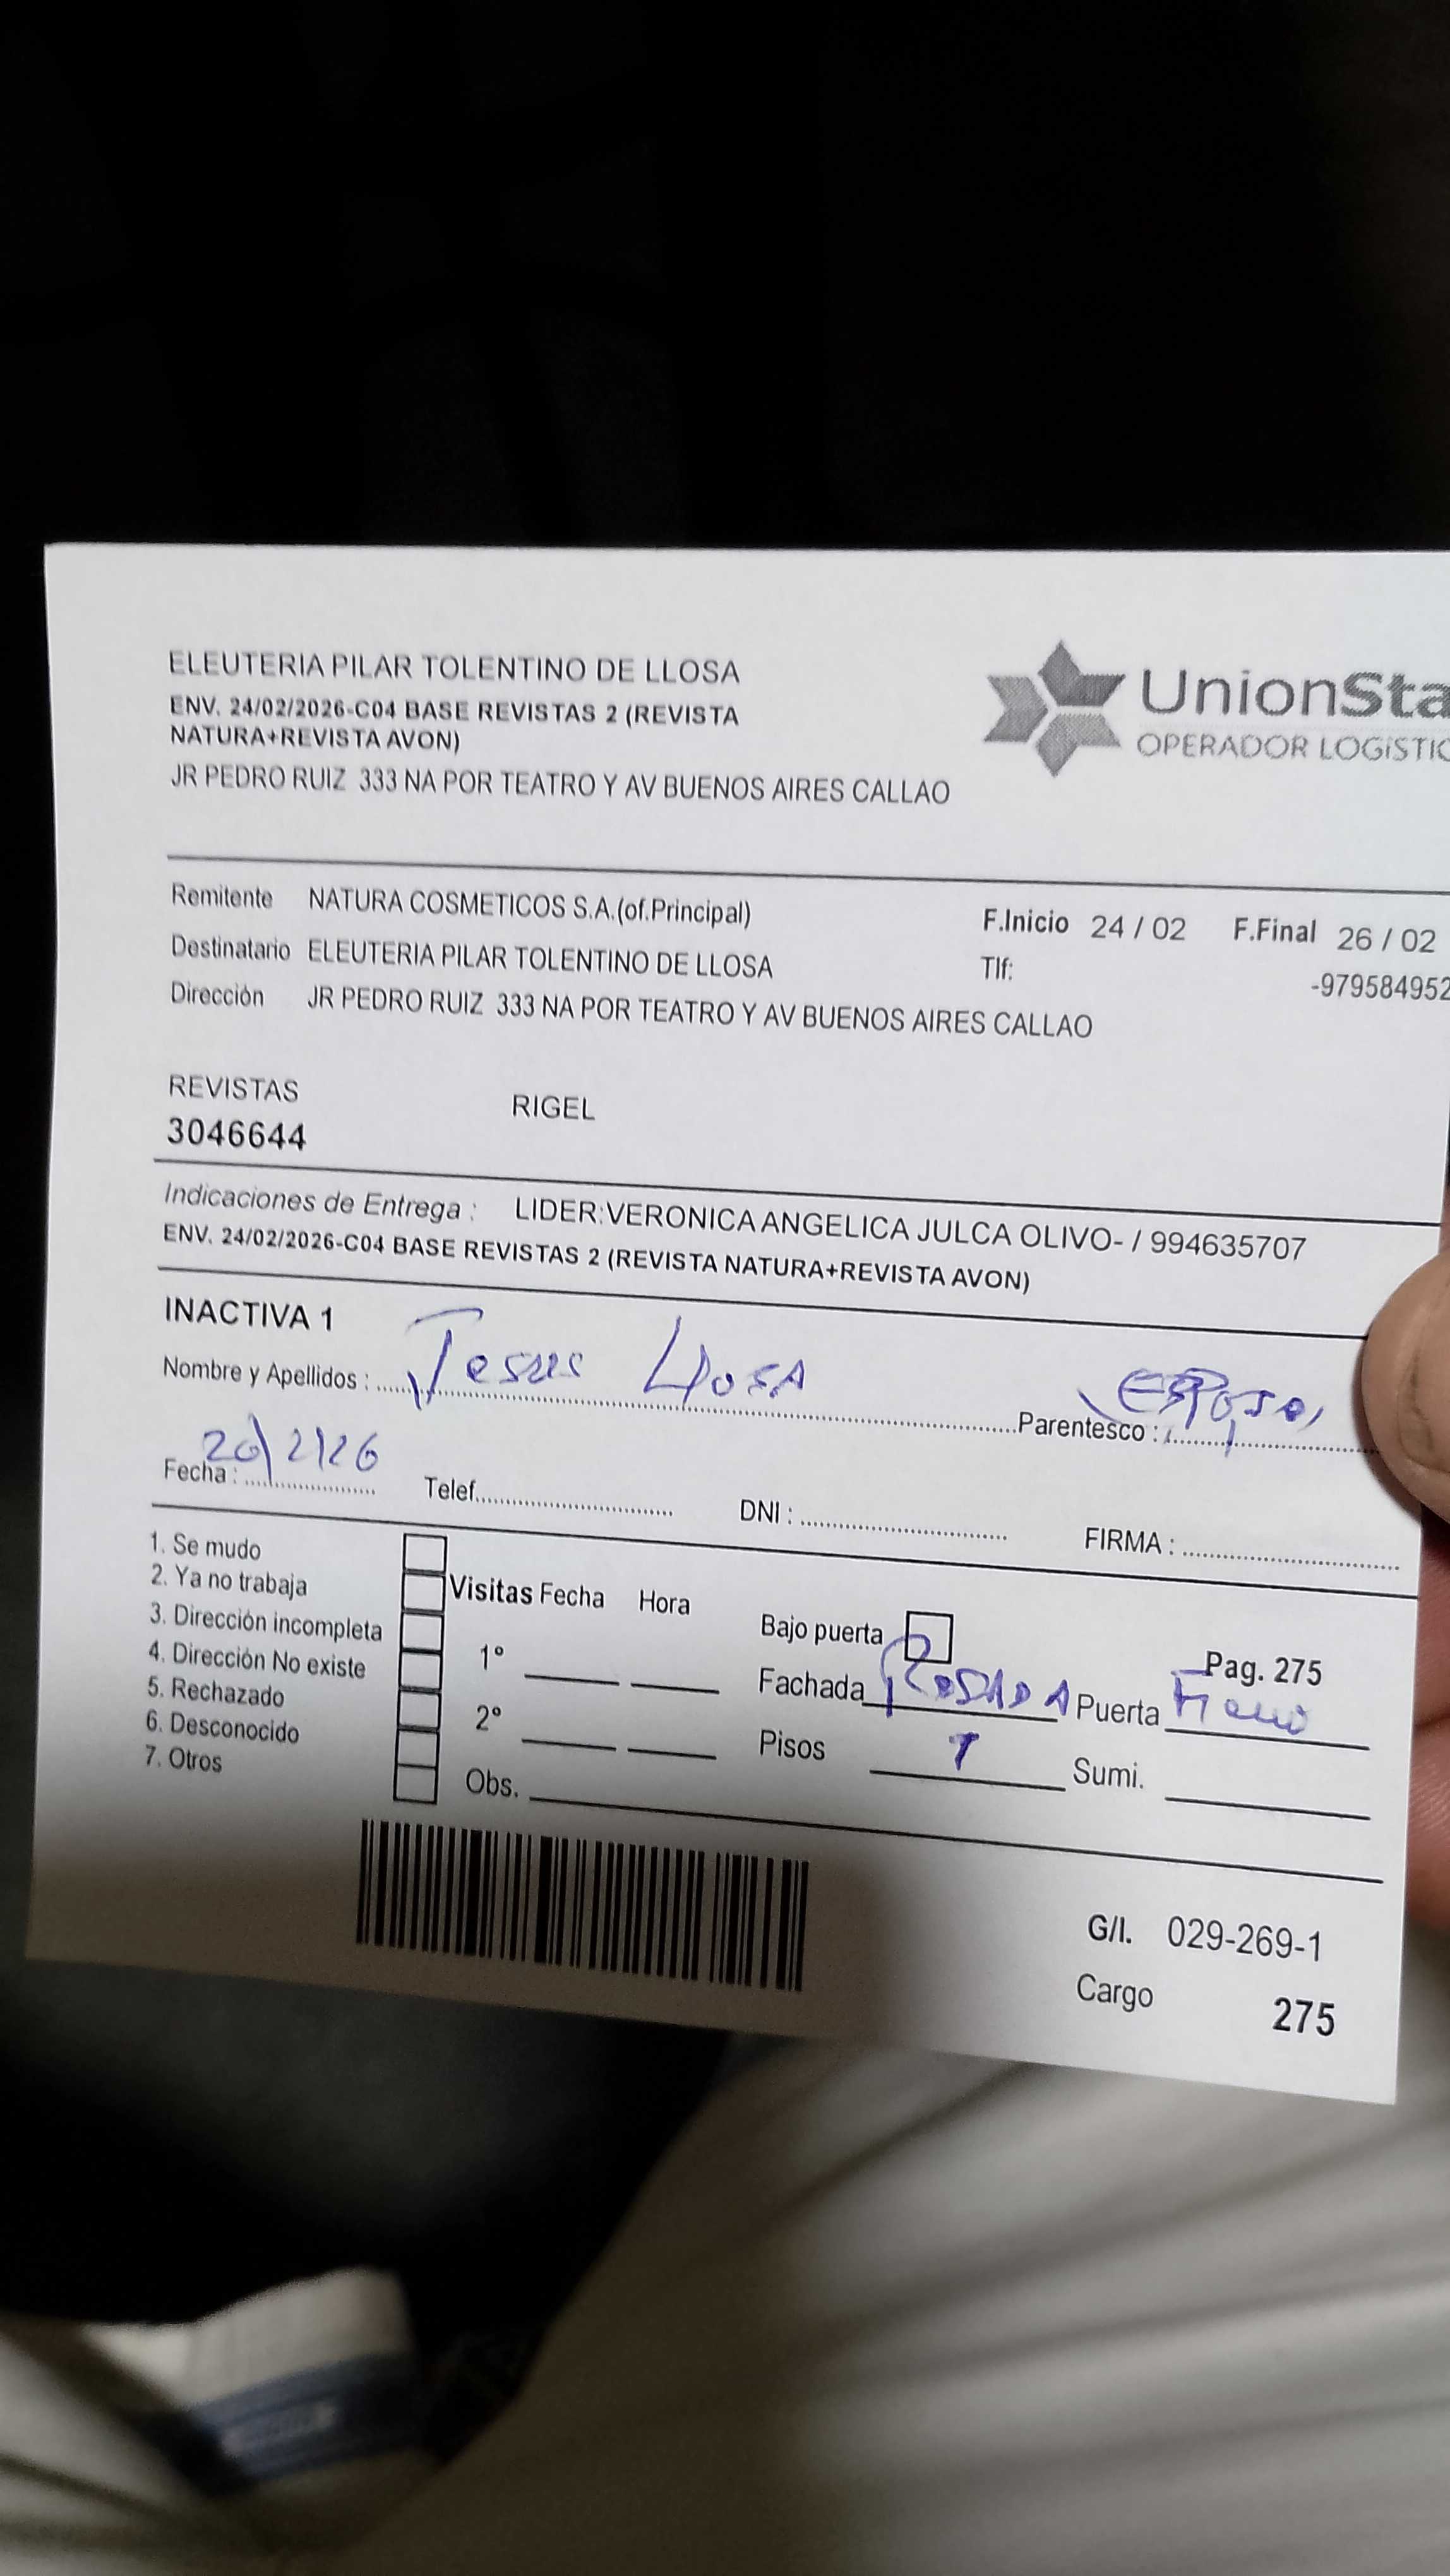 ELEUTERIA PILAR TOLENTINO DE LLOSA
ENV. 24/02/2026-C04 BASE REVISTAS 2 (REVISTA
NATURA+REVISTA AVON)
JR PEDRO RUIZ 333 NA POR TEATRO Y AV BUENOS AIRES CALLAO
UnionSta
OPERADOR LOGíSTIC
Remitente NATURA COSMETICOS S.A.(of.Principal) F.Inicio 24 / 02 F.Final 26 / 02
Destinatario ELEUTERIA PILAR TOLENTINO DE LLOSA Tlf: -979584952
Dirección JR PEDRO RUIZ 333 NA POR TEATRO Y AV BUENOS AIRES CALLAO
REVISTAS RIGEL
3046644
Indicaciones de Entrega : LIDER:VERONICA ANGELICA JULCA OLIVO- / 994635707
ENV. 24/02/2026-C04 BASE REVISTAS 2 (REVISTA NATURA+REVISTA AVON)
INACTIVA 1
Nombre y Apellidos : Jesus LlosA Parentesco : Esposo
Fecha : 26/2/26 Telef. DNI : FIRMA :
1. Se mudo
2. Ya no trabaja
3. Dirección incompleta
4. Dirección No existe
5. Rechazado
6. Desconocido
7. Otros
Visitas Fecha Hora
1º
2º
Obs.
Bajo puerta
Pag. 275
Fachada ROSADA Puerta
Pisos 1 Sumi.
G/I. 029-269-1
Cargo 275